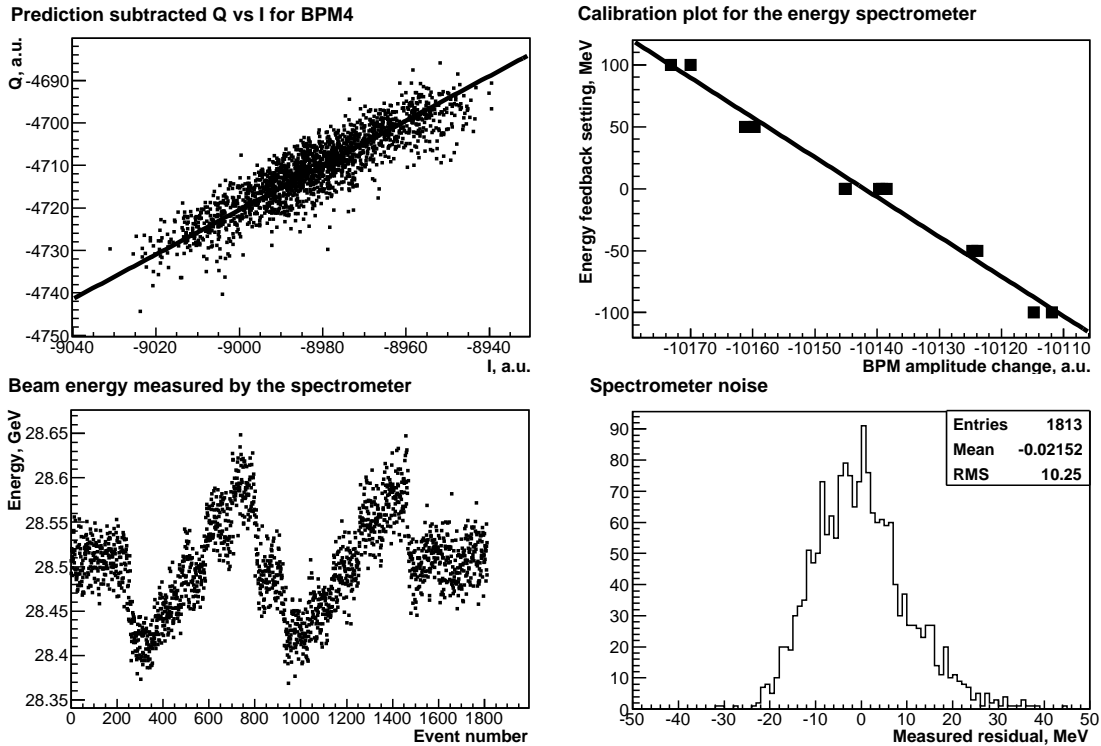 Prediction subtracted Q vs I for BPM4
Q, a.u.
-4690
-4700
-4710
-4720
-4730
-4740
-4750
-9040 -9020 -9000 -8980 -8960 -8940
I, a.u.
Calibration plot for the energy spectrometer
Energy feedback setting, MeV
100
50
0
-50
-100
-10170 -10160 -10150 -10140 -10130 -10120 -10110
BPM amplitude change, a.u.
Beam energy measured by the spectrometer
Energy, GeV
28.65
28.6
28.55
28.5
28.45
28.4
28.35
0 200 400 600 800 1000 1200 1400 1600 1800
Event number
Spectrometer noise
Entries 1813
Mean -0.02152
RMS 10.25
90
80
70
60
50
40
30
20
10
0
-50 -40 -30 -20 -10 0 10 20 30 40 50
Measured residual, MeV